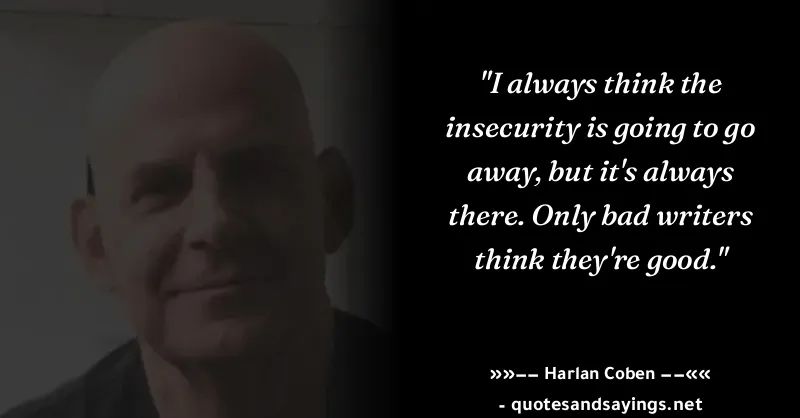 "I always think the
insecurity is going to go
away, but it's always
there. Only bad writers
think they're good."
»»–– Harlan Coben ––««
- quotesandsayings.net